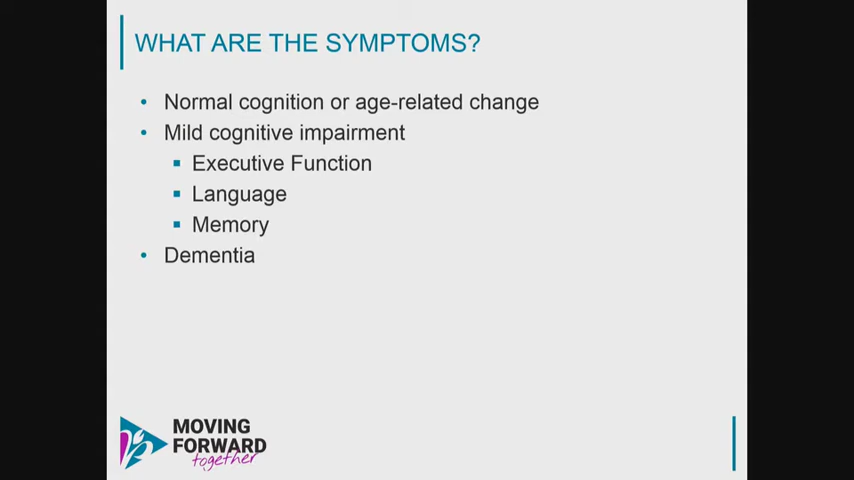 WHAT ARE THE SYMPTOMS?
• Normal cognition or age-related change
• Mild cognitive impairment
▪ Executive Function
▪ Language
▪ Memory
• Dementia
MOVING
FORWARD
together